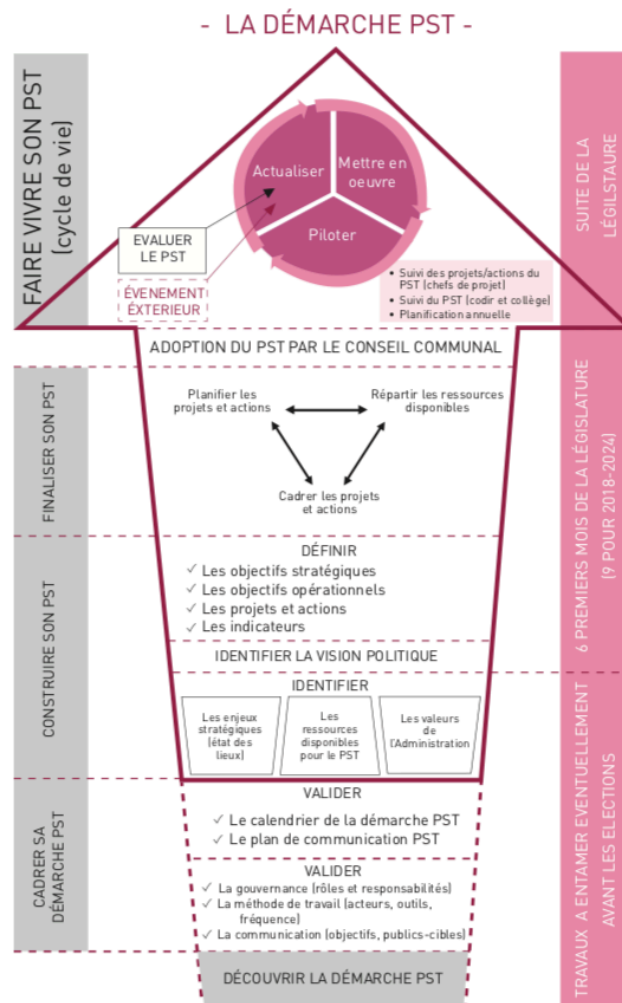 - LA DÉMARCHE PST -
FAIRE VIVRE SON PST
(cycle de vie)
Actualiser
Mettre en
oeuvre
Piloter
EVALUER
LE PST
ÉVENEMENT
ÉXTERIEUR
• Suivi des projets/actions du
PST (chefs de projet)
• Suivi du PST (codir et collège)
• Planification annuelle
SUITE DE LA
LÉGILSTAURE
ADOPTION DU PST PAR LE CONSEIL COMMUNAL
FINALISER SON PST
Planifier les
projets et actions
Répartir les ressources
disponibles
Cadrer les projets
et actions
6 PREMIERS MOIS DE LA LÉGISLATURE
(9 POUR 2018-2024)
CONSTRUIRE SON PST
DÉFINIR
✓ Les objectifs stratégiques
✓ Les objectifs opérationnels
✓ Les projets et actions
✓ Les indicateurs
IDENTIFIER LA VISION POLITIQUE
IDENTIFIER
Les enjeux
stratégiques
(état des
lieux)
Les
ressources
disponibles
pour le PST
Les valeurs
de
l'Administration
CADRER SA
DÉMARCHE PST
VALIDER
✓ Le calendrier de la démarche PST
✓ Le plan de communication PST
VALIDER
✓ La gouvernance (rôles et responsabilités)
✓ La méthode de travail (acteurs, outils,
fréquence)
✓ La communication (objectifs, publics-cibles)
TRAVAUX A ENTAMER EVENTUELLEMENT
AVANT LES ELECTIONS
DÉCOUVRIR LA DÉMARCHE PST